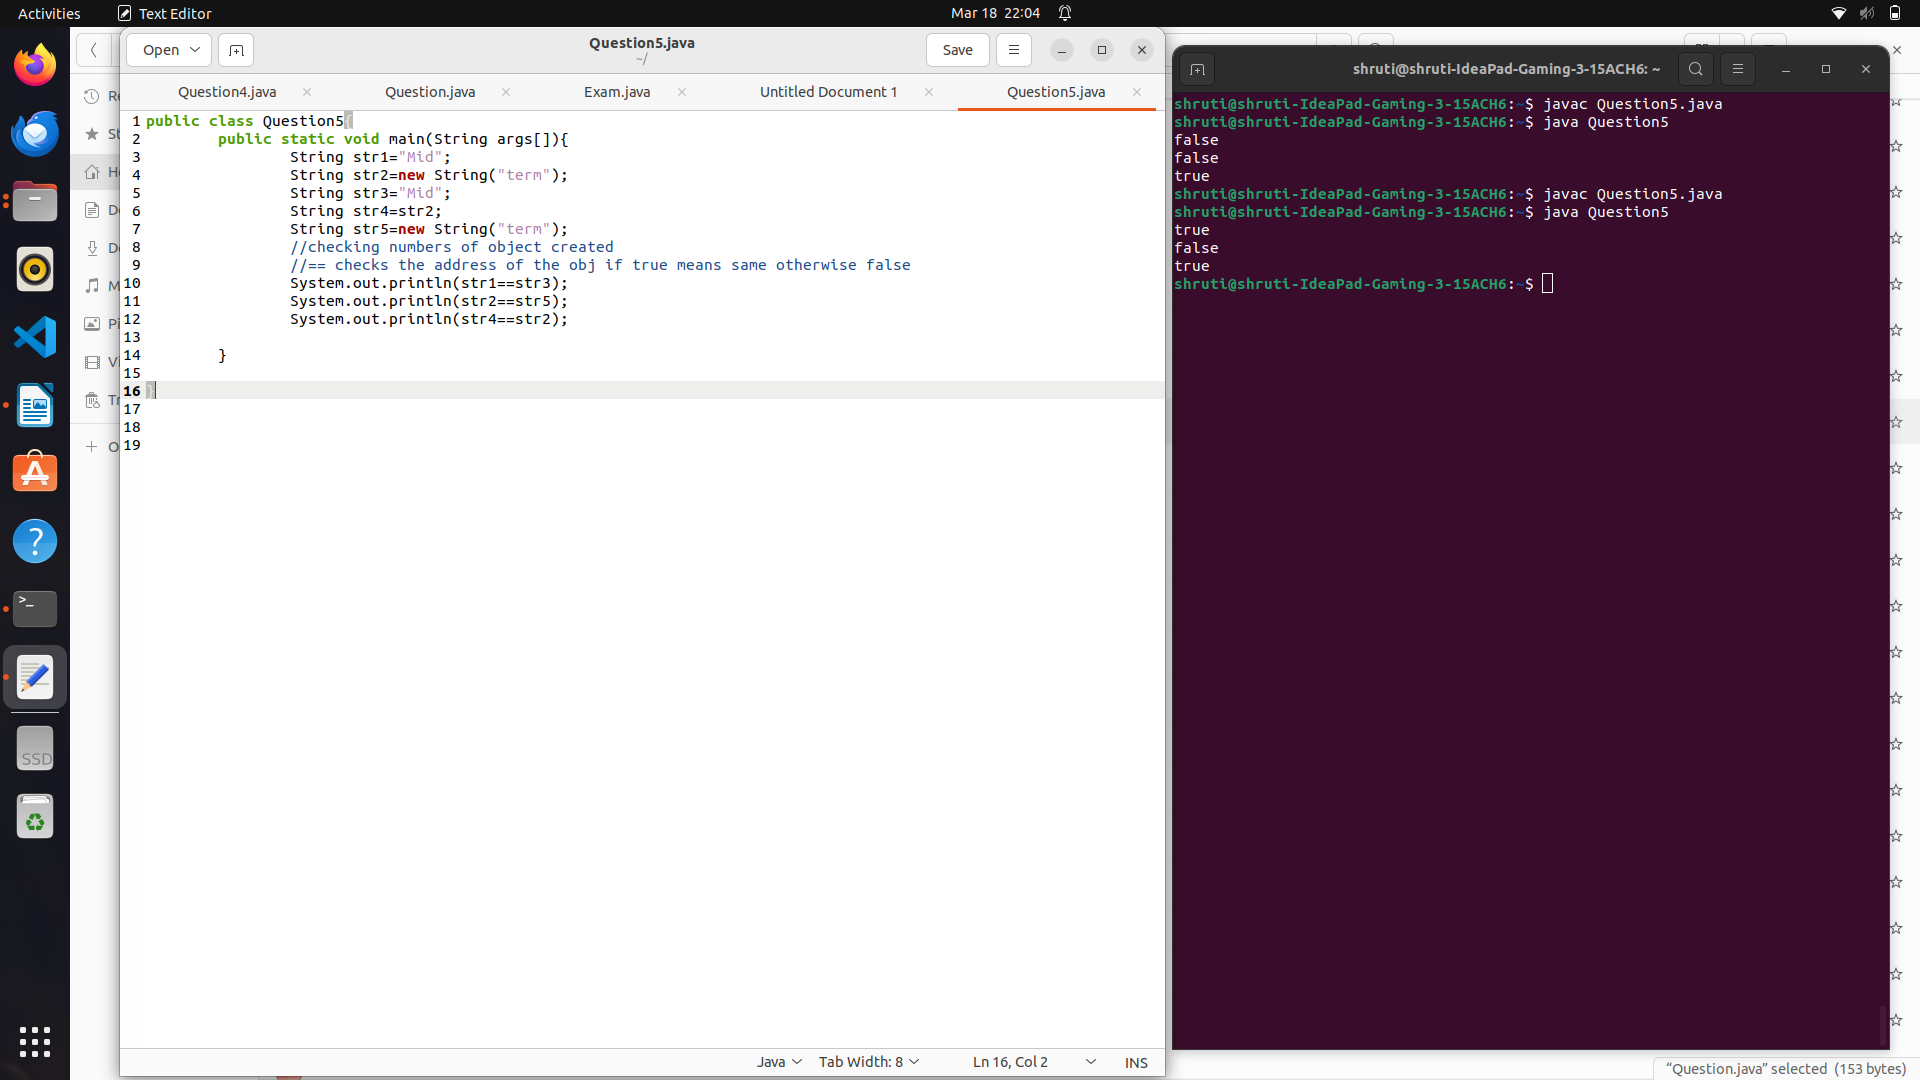 Activities
Text Editor
Mar 18 22:04
Open
Question5.java
~/
Save
Question4.java
Question.java
Exam.java
Untitled Document 1
Question5.java
1 public class Question5{
2 public static void main(String args[]){
3 String str1="Mid";
4 String str2=new String("term");
5 String str3="Mid";
6 String str4=str2;
7 String str5=new String("term");
8 //checking numbers of object created
9 //== checks the address of the obj if true means same otherwise false
10 System.out.println(str1==str3);
11 System.out.println(str2==str5);
12 System.out.println(str4==str2);
13
14 }
15
16 }
17
18
19
Java
Tab Width: 8
Ln 16, Col 2
INS
shruti@shruti-IdeaPad-Gaming-3-15ACH6: ~
shruti@shruti-IdeaPad-Gaming-3-15ACH6:~$ javac Question5.java
shruti@shruti-IdeaPad-Gaming-3-15ACH6:~$ java Question5
false
false
true
shruti@shruti-IdeaPad-Gaming-3-15ACH6:~$ javac Question5.java
shruti@shruti-IdeaPad-Gaming-3-15ACH6:~$ java Question5
true
false
true
shruti@shruti-IdeaPad-Gaming-3-15ACH6:~$
SSD
"Question.java" selected (153 bytes)